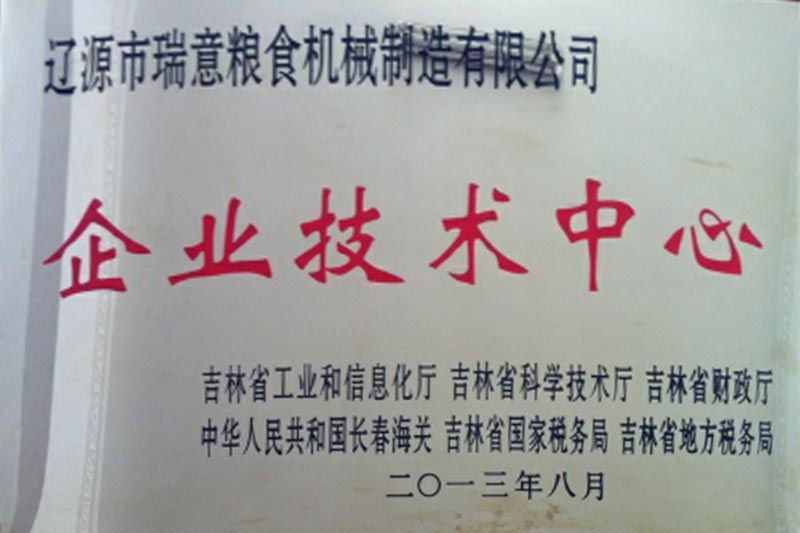 辽源市瑞意粮食机械制造有限公司
企业技术中心
吉林省工业和信息化厅 吉林省科学技术厅 吉林省财政厅
中华人民共和国长春海关 吉林省国家税务局 吉林省地方税务局
二〇一三年八月